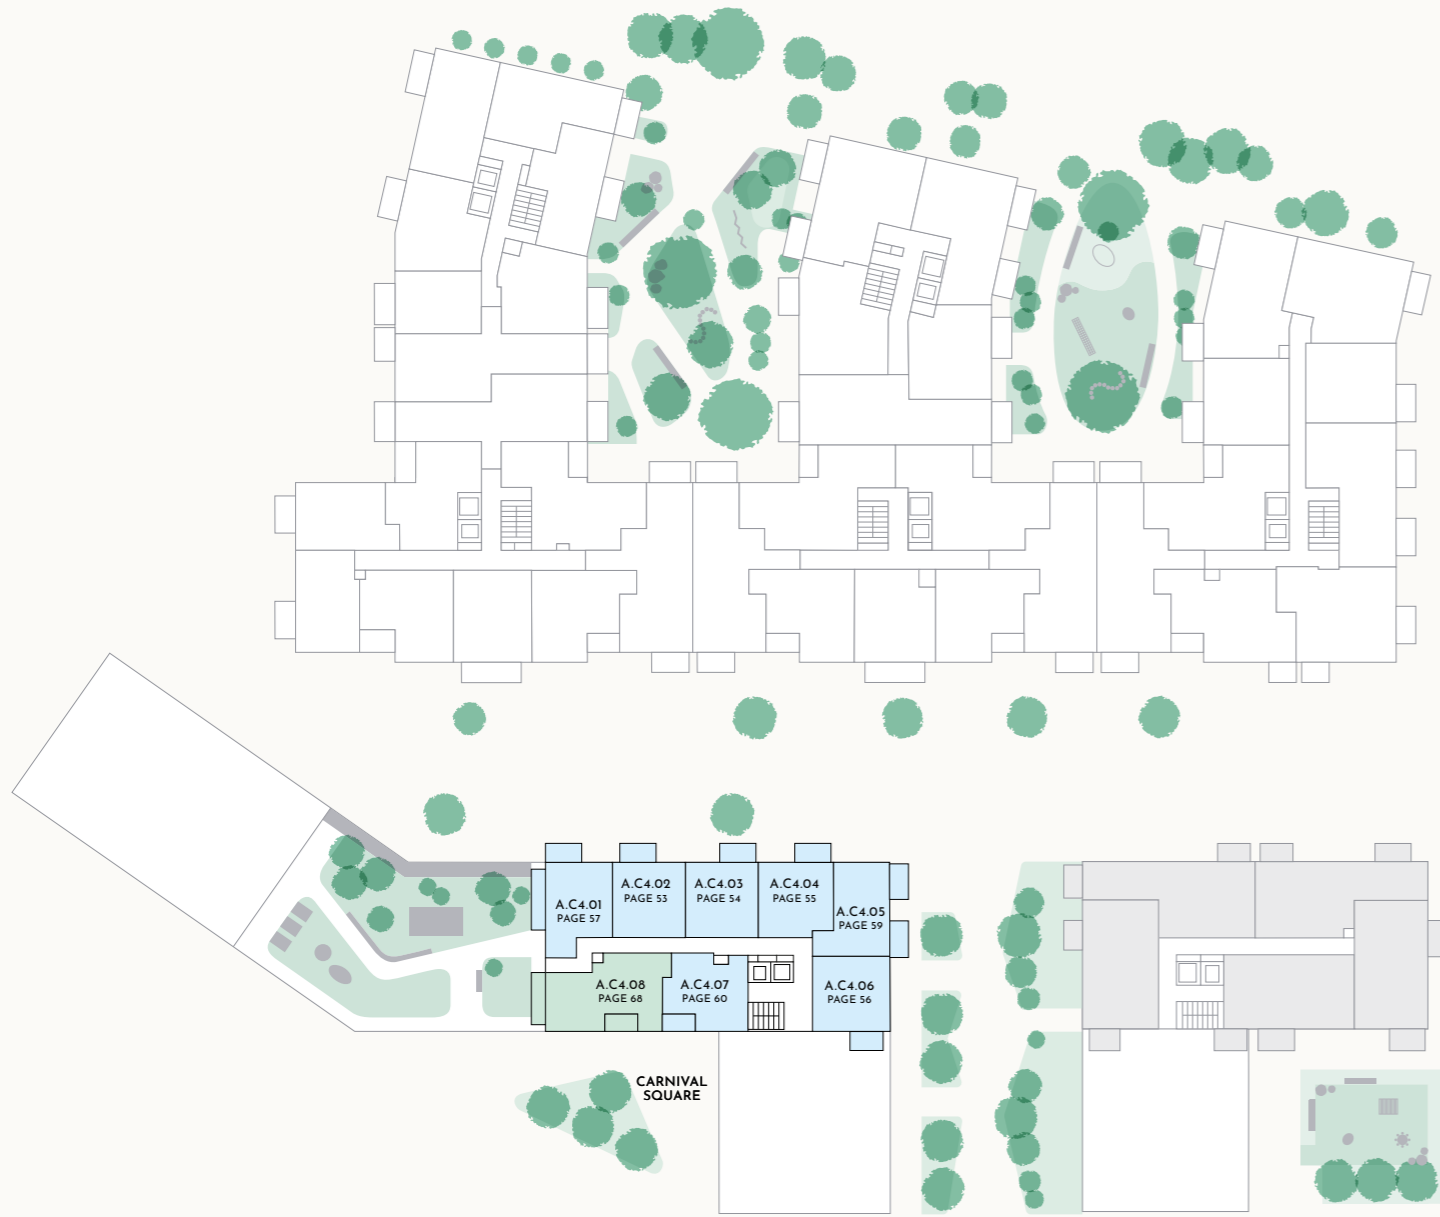 A.C4.01
PAGE 57
A.C4.02
PAGE 53
A.C4.03
PAGE 54
A.C4.04
PAGE 55
A.C4.05
PAGE 59
A.C4.08
PAGE 68
A.C4.07
PAGE 60
A.C4.06
PAGE 56
CARNIVAL
SQUARE